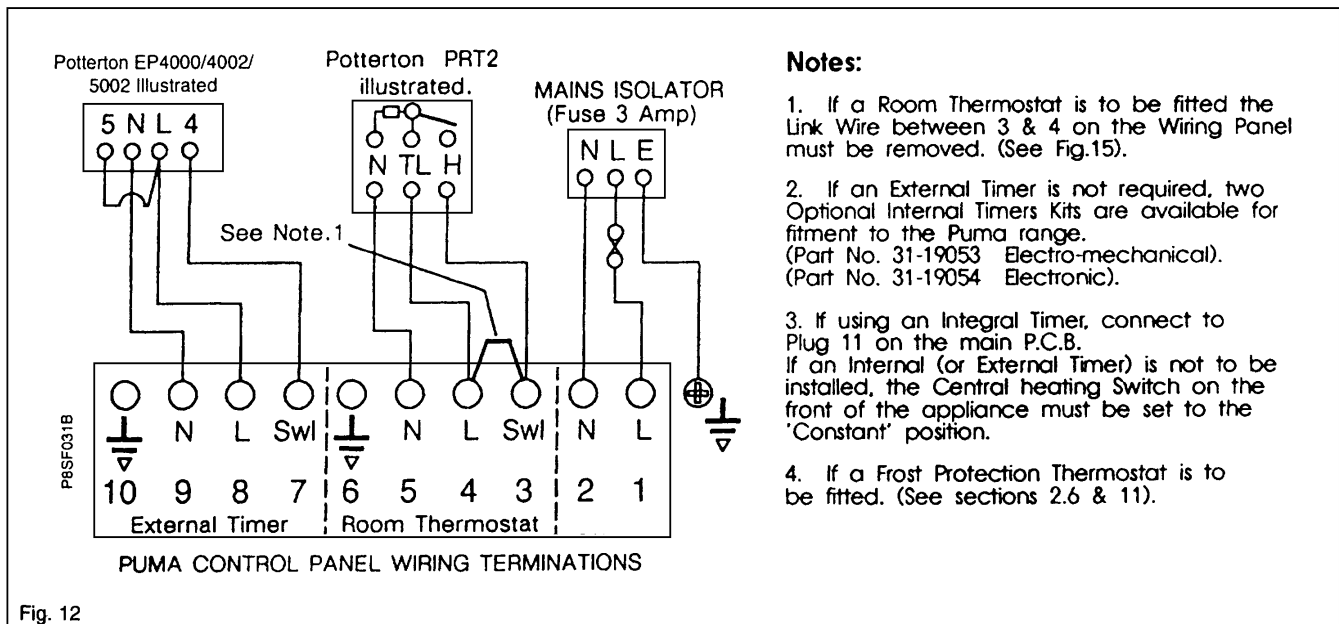 Potterton EP4000/4002/
5002 Illustrated
5 N L 4
Potterton PRT2
illustrated.
N TL H
MAINS ISOLATOR
(Fuse 3 Amp)
N L E
See Note.1
P8SF031B
N L Swl N L Swl N L
10 9 8 7 6 5 4 3 2 1
External Timer Room Thermostat
PUMA CONTROL PANEL WIRING TERMINATIONS
Fig. 12
Notes:
1. If a Room Thermostat is to be fitted the
Link Wire between 3 & 4 on the Wiring Panel
must be removed. (See Fig.15).
2. If an External Timer is not required, two
Optional Internal Timers Kits are available for
fitment to the Puma range.
(Part No. 31-19053 Electro-mechanical).
(Part No. 31-19054 Electronic).
3. If using an Integral Timer, connect to
Plug 11 on the main P.C.B.
If an Internal (or External Timer) is not to be
installed, the Central heating Switch on the
front of the appliance must be set to the
'Constant' position.
4. If a Frost Protection Thermostat is to
be fitted. (See sections 2.6 & 11).